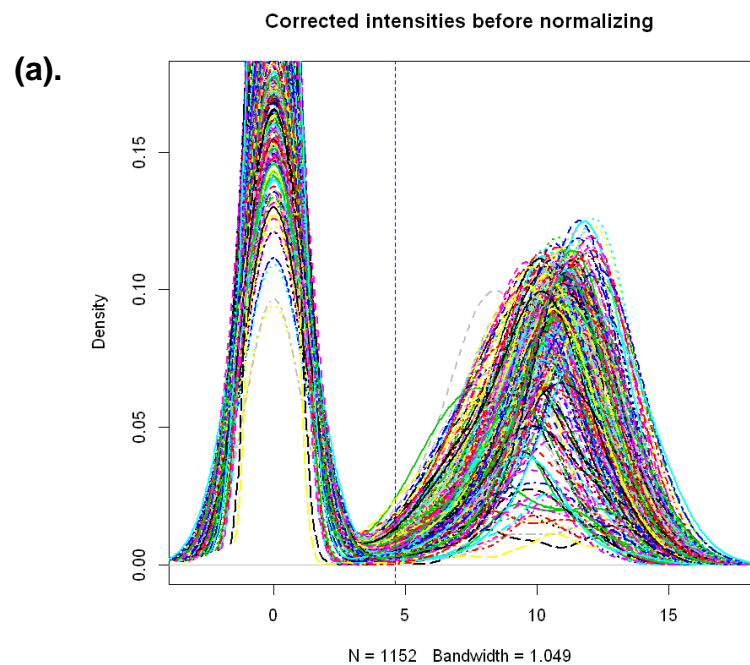 Corrected intensities before normalizing
(a).
Density
0.15
0.10
0.05
0.00
0 5 10 15
N = 1152 Bandwidth = 1.049